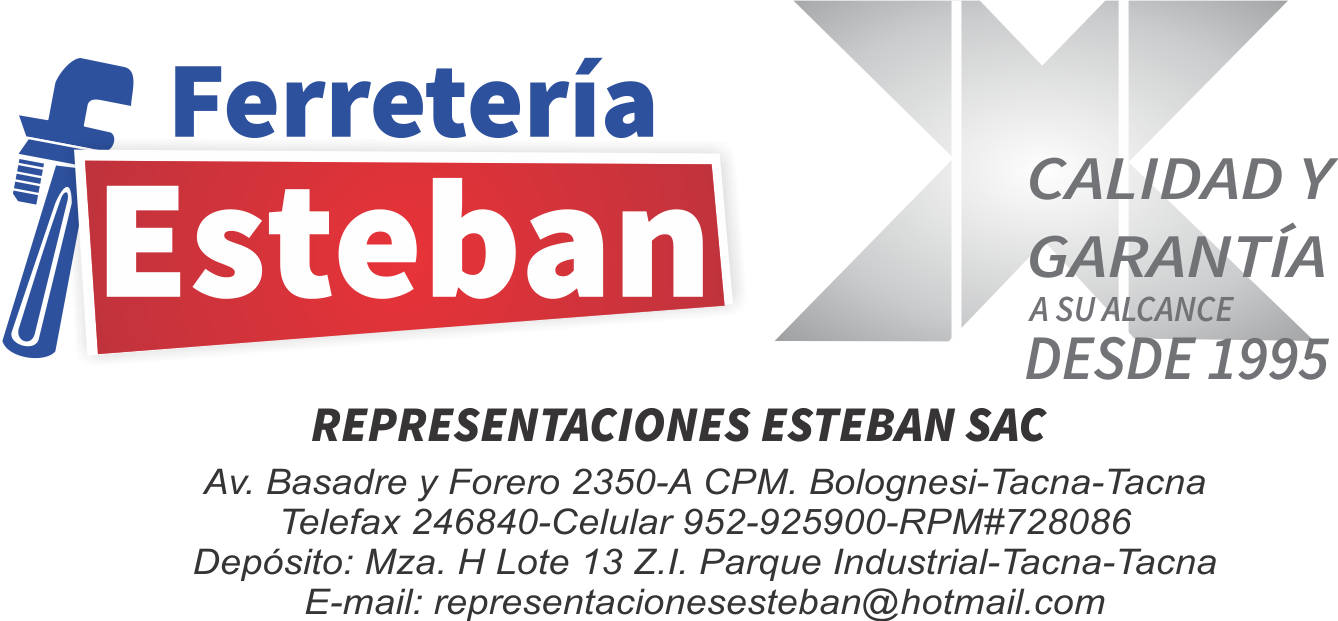 Ferretería
Esteban
CALIDAD Y
GARANTÍA
A SU ALCANCE
DESDE 1995
REPRESENTACIONES ESTEBAN SAC
Av. Basadre y Forero 2350-A CPM. Bolognesi-Tacna-Tacna
Telefax 246840-Celular 952-925900-RPM#728086
Depósito: Mza. H Lote 13 Z.I. Parque Industrial-Tacna-Tacna
E-mail: representacionesesteban@hotmail.com